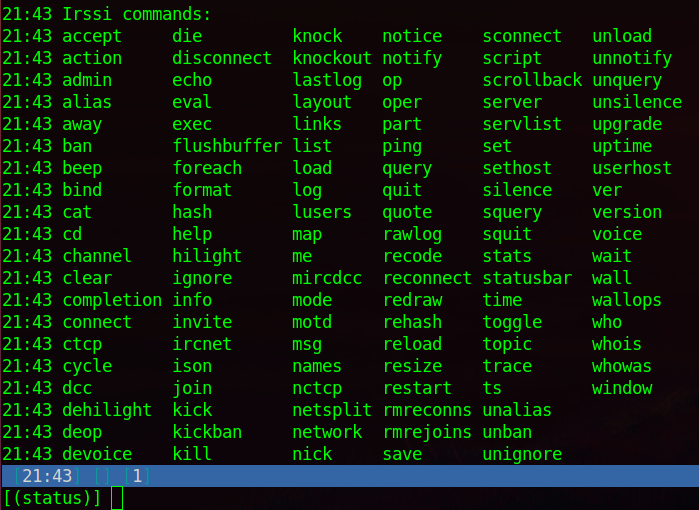 21:43 Irssi commands:
21:43 accept     die         knock    notice    sconnect   unload
21:43 action     disconnect  knockout notify    script     unnotify
21:43 admin      echo        lastlog  op        scrollback unquery
21:43 alias      eval        layout   oper      server     unsilence
21:43 away       exec        links    part      servlist   upgrade
21:43 ban        flushbuffer list     ping      set        uptime
21:43 beep       foreach     load     query     sethost    userhost
21:43 bind       format      log      quit      silence    ver
21:43 cat        hash        lusers   quote     squery     version
21:43 cd         help        map      rawlog    squit      voice
21:43 channel    hilight     me       recode    stats      wait
21:43 clear      ignore      mircdcc  reconnect statusbar  wall
21:43 completion info        mode     redraw    time       wallops
21:43 connect    invite      motd     rehash    toggle     who
21:43 ctcp       ircnet      msg      reload    topic      whois
21:43 cycle      ison        names    resize    trace      whowas
21:43 dcc        join        nctcp    restart   ts         window
21:43 dehilight  kick        netsplit rmreconns unalias
21:43 deop       kickban     network  rmrejoins unban
21:43 devoice    kill        nick     save      unignore
[21:43] [] [1]
[(status)]